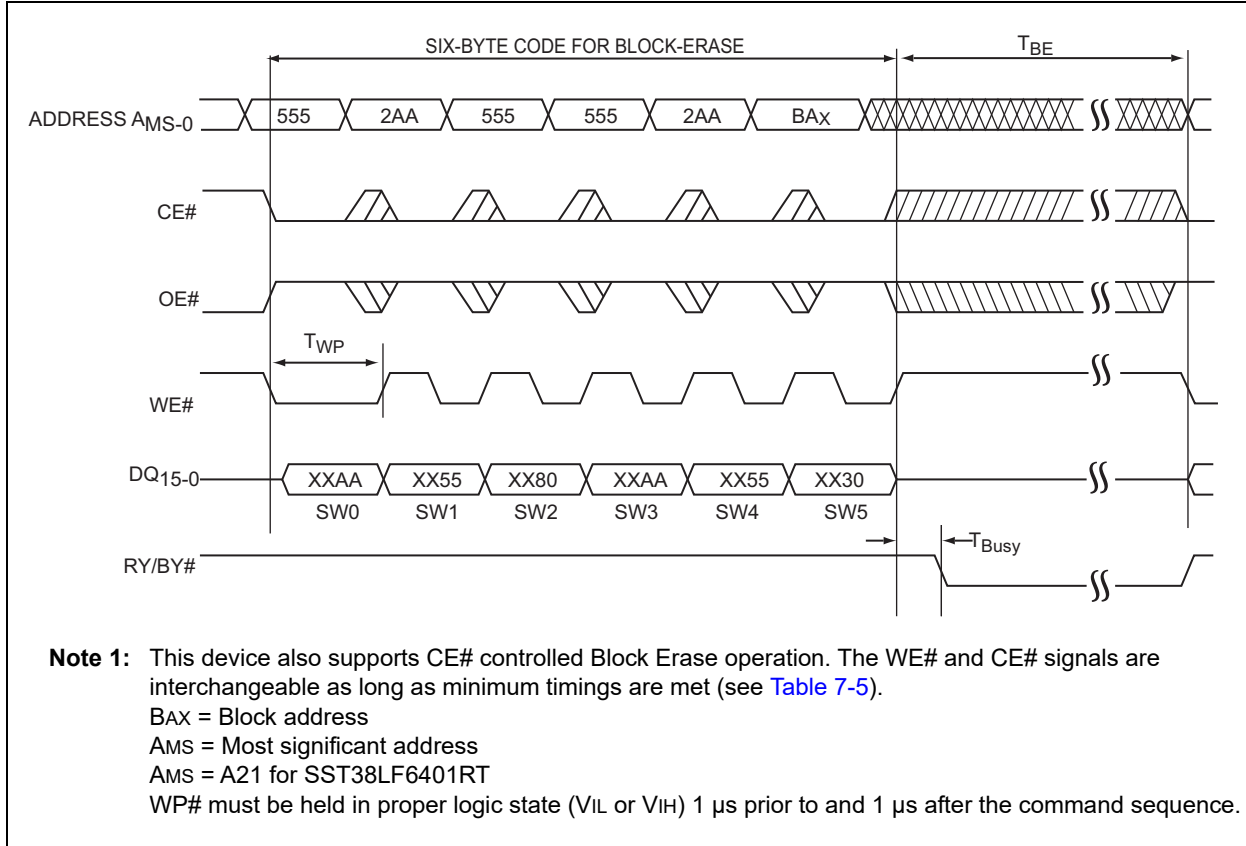 SIX-BYTE CODE FOR BLOCK-ERASE
TBE
ADDRESS AMS-0 555 2AA 555 555 2AA BAX
CE#
OE#
TWP
WE#
DQ15-0 XXAA XX55 XX80 XXAA XX55 XX30
SW0 SW1 SW2 SW3 SW4 SW5
TBusy
RY/BY#
Note 1: This device also supports CE# controlled Block Erase operation. The WE# and CE# signals are
interchangeable as long as minimum timings are met (see Table 7-5).
BAX = Block address
AMS = Most significant address
AMS = A21 for SST38LF6401RT
WP# must be held in proper logic state (VIL or VIH) 1 µs prior to and 1 µs after the command sequence.